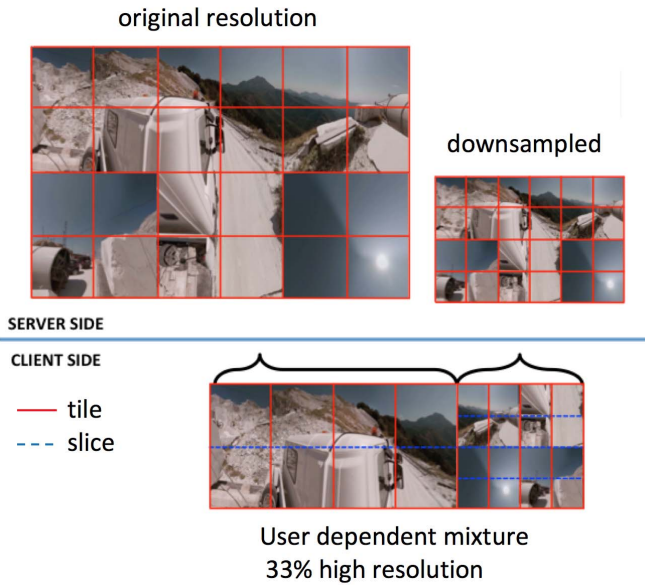 original resolution
downsampled
SERVER SIDE
CLIENT SIDE
tile
slice
User dependent mixture
33% high resolution